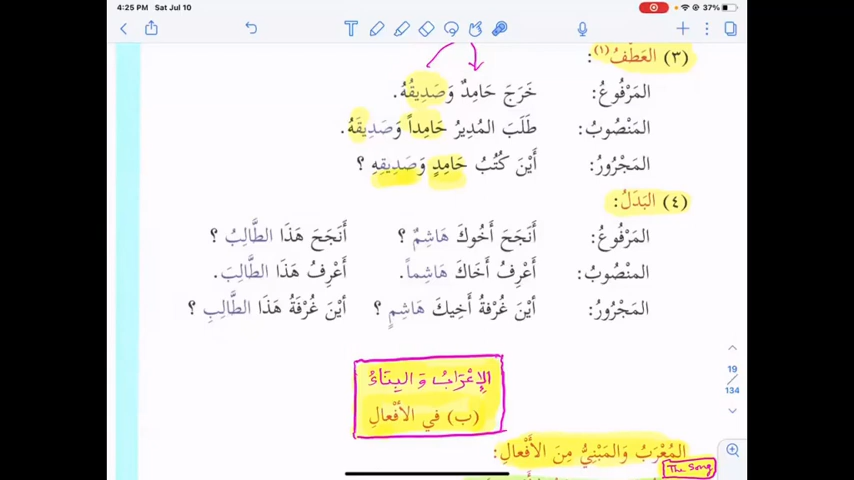 4:25 PM Sat Jul 10 37%
(٣) العَطْفُ (١):
المَرْفُوعُ: خَرَجَ حَامِدٌ وَصَدِيقُهُ.
المَنْصُوبُ: طَلَبَ المُدِيرُ حَامِداً وَصَدِيقَهُ.
المَجْرُورُ: أَيْنَ كُتُبُ حَامِدٍ وَصَدِيقِهِ ؟
(٤) البَدَلُ:
المَرْفُوعُ: أَنَجَحَ أَخُوكَ هَاشِمٌ ؟ أَنَجَحَ هَذَا الطَّالِبُ ؟
المَنْصُوبُ: أَعْرِفُ أَخَاكَ هَاشِماً. أَعْرِفُ هَذَا الطَّالِبَ.
المَجْرُورُ: أَيْنَ غُرْفَةُ أَخِيكَ هَاشِمٍ ؟ أَيْنَ غُرْفَةُ هَذَا الطَّالِبِ ؟
19
134
الإِعْرَابُ وَ البِنَاءُ
(ب) في الأَفْعالِ
المُعْرَبُ وَالمَبْنِيُّ مِنَ الأَفْعالِ:
The Song